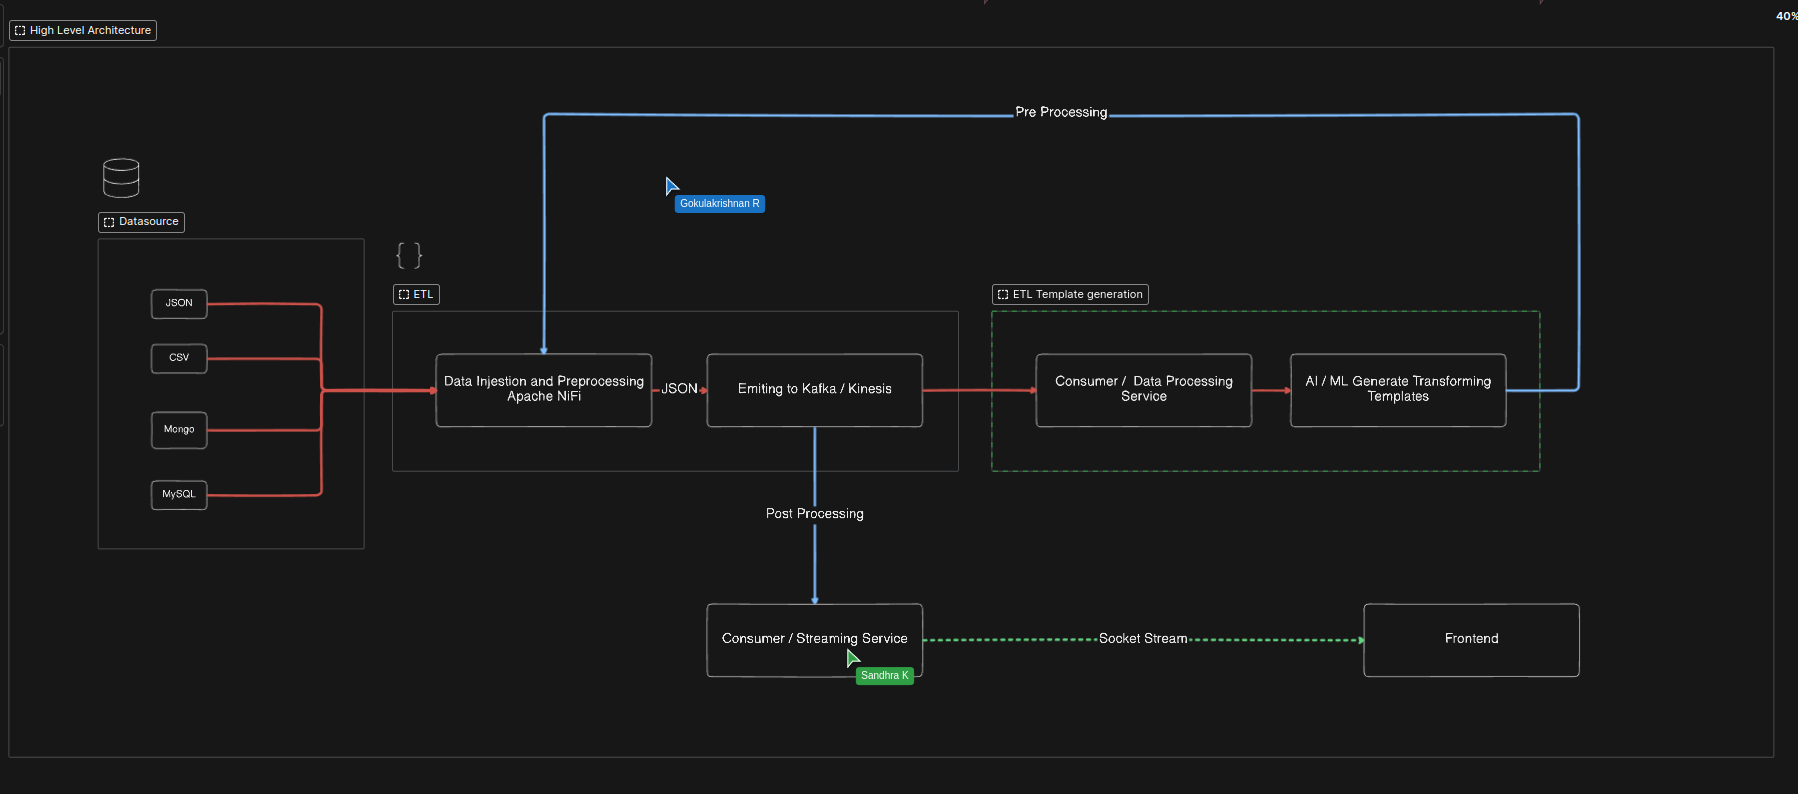 40%
High Level Architecture
Pre Processing
Gokulakrishnan R
Datasource
JSON
CSV
Mongo
MySQL
{ }
ETL
Data Injestion and Preprocessing
Apache NiFi
JSON
Emiting to Kafka / Kinesis
ETL Template generation
Consumer / Data Processing
Service
AI / ML Generate Transforming
Templates
Post Processing
Consumer / Streaming Service
Sandhra K
Socket Stream
Frontend